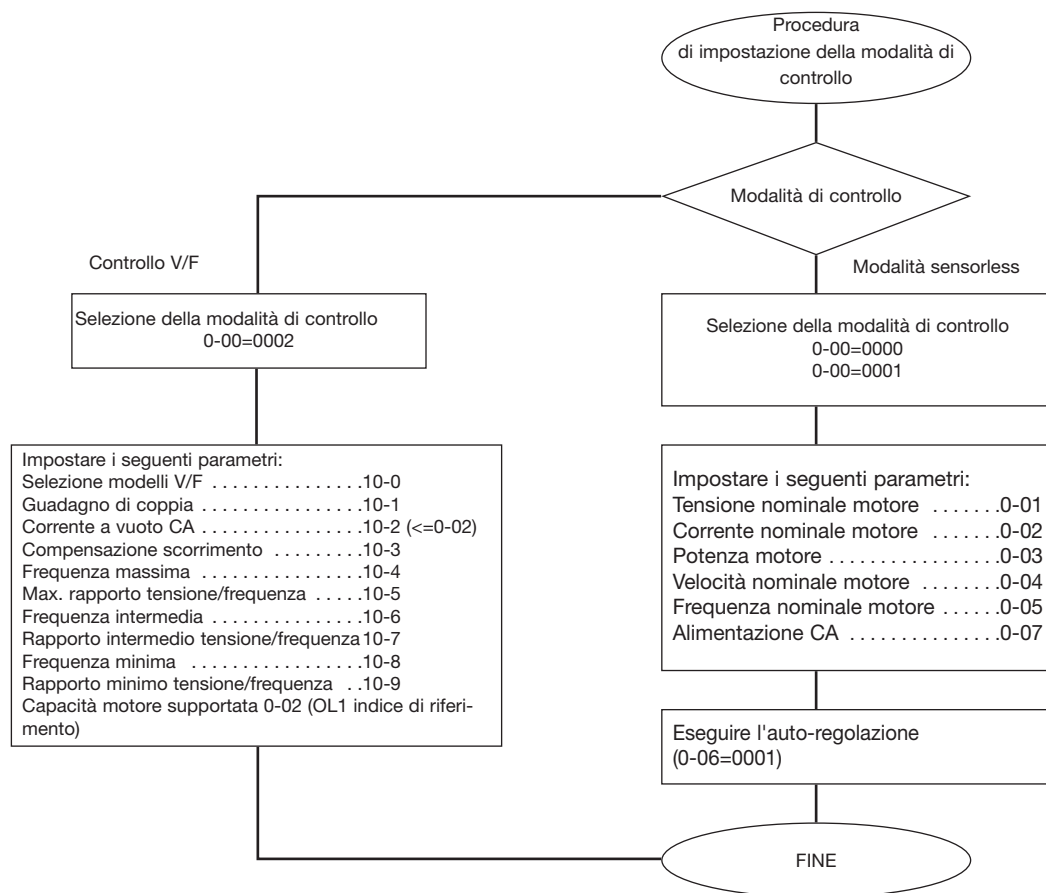 Procedura
di impostazione della modalità di
controllo
Modalità di controllo
Controllo V/F
Modalità sensorless
Selezione della modalità di controllo
0-00=0002
Selezione della modalità di controllo
0-00=0000
0-00=0001
Impostare i seguenti parametri:
Selezione modelli V/F . . . . . . . . . . . . . . . .10-0
Guadagno di coppia . . . . . . . . . . . . . . . . .10-1
Corrente a vuoto CA . . . . . . . . . . . . . . . .10-2 (<=0-02)
Compensazione scorrimento . . . . . . . . .10-3
Frequenza massima . . . . . . . . . . . . . . . . .10-4
Max. rapporto tensione/frequenza . . . . .10-5
Frequenza intermedia . . . . . . . . . . . . . . .10-6
Rapporto intermedio tensione/frequenza 10-7
Frequenza minima . . . . . . . . . . . . . . . . . .10-8
Rapporto minimo tensione/frequenza . .10-9
Capacità motore supportata 0-02 (OL1 indice di riferi-
mento)
Impostare i seguenti parametri:
Tensione nominale motore . . . . . . .0-01
Corrente nominale motore . . . . . . .0-02
Potenza motore . . . . . . . . . . . . . . . .0-03
Velocità nominale motore . . . . . . . .0-04
Frequenza nominale motore . . . . . .0-05
Alimentazione CA . . . . . . . . . . . . . . .0-07
Eseguire l'auto-regolazione
(0-06=0001)
FINE